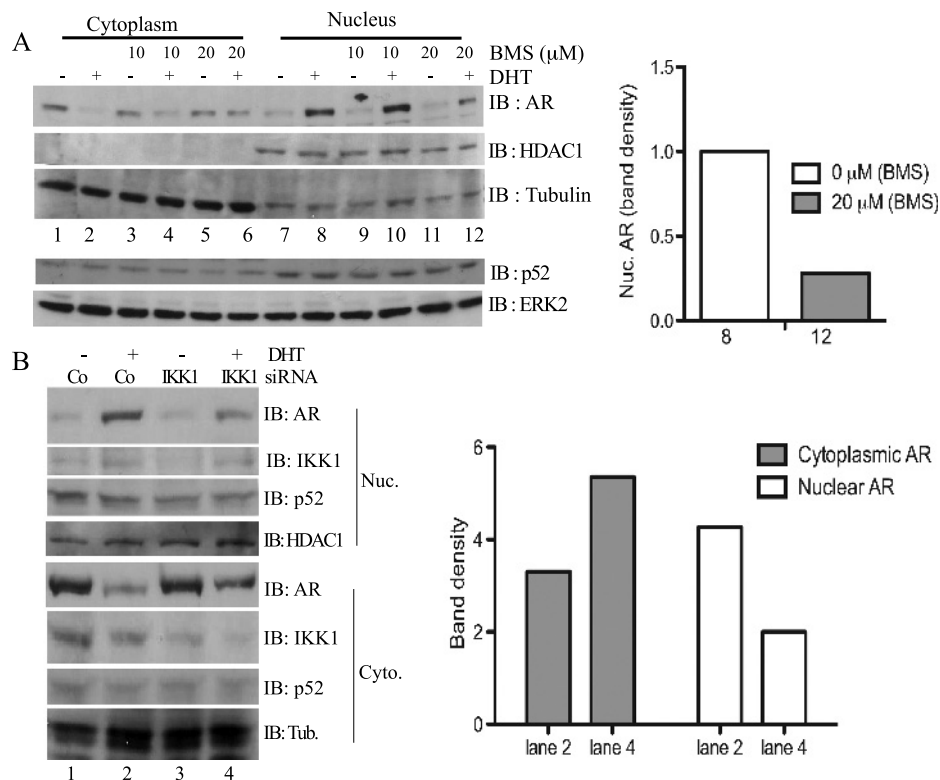 A
Cytoplasm
Nucleus
10 10 20 20 10 10 20 20 BMS (μM)
- + - + - + - + - + - + DHT
IB : AR
IB : HDAC1
IB : Tubulin
1 2 3 4 5 6 7 8 9 10 11 12
IB : p52
IB : ERK2
Nuc. AR (band density)
1.5
1.0
0.5
0.0
8 12
0 μM (BMS)
20 μM (BMS)
B
- + - + DHT
Co Co IKK1 IKK1 siRNA
IB: AR
IB: IKK1
IB: p52
IB: HDAC1
Nuc.
IB: AR
IB: IKK1
IB: p52
IB: Tub.
Cyto.
1 2 3 4
Band density
6
4
2
0
lane 2 lane 4 lane 2 lane 4
Cytoplasmic AR
Nuclear AR